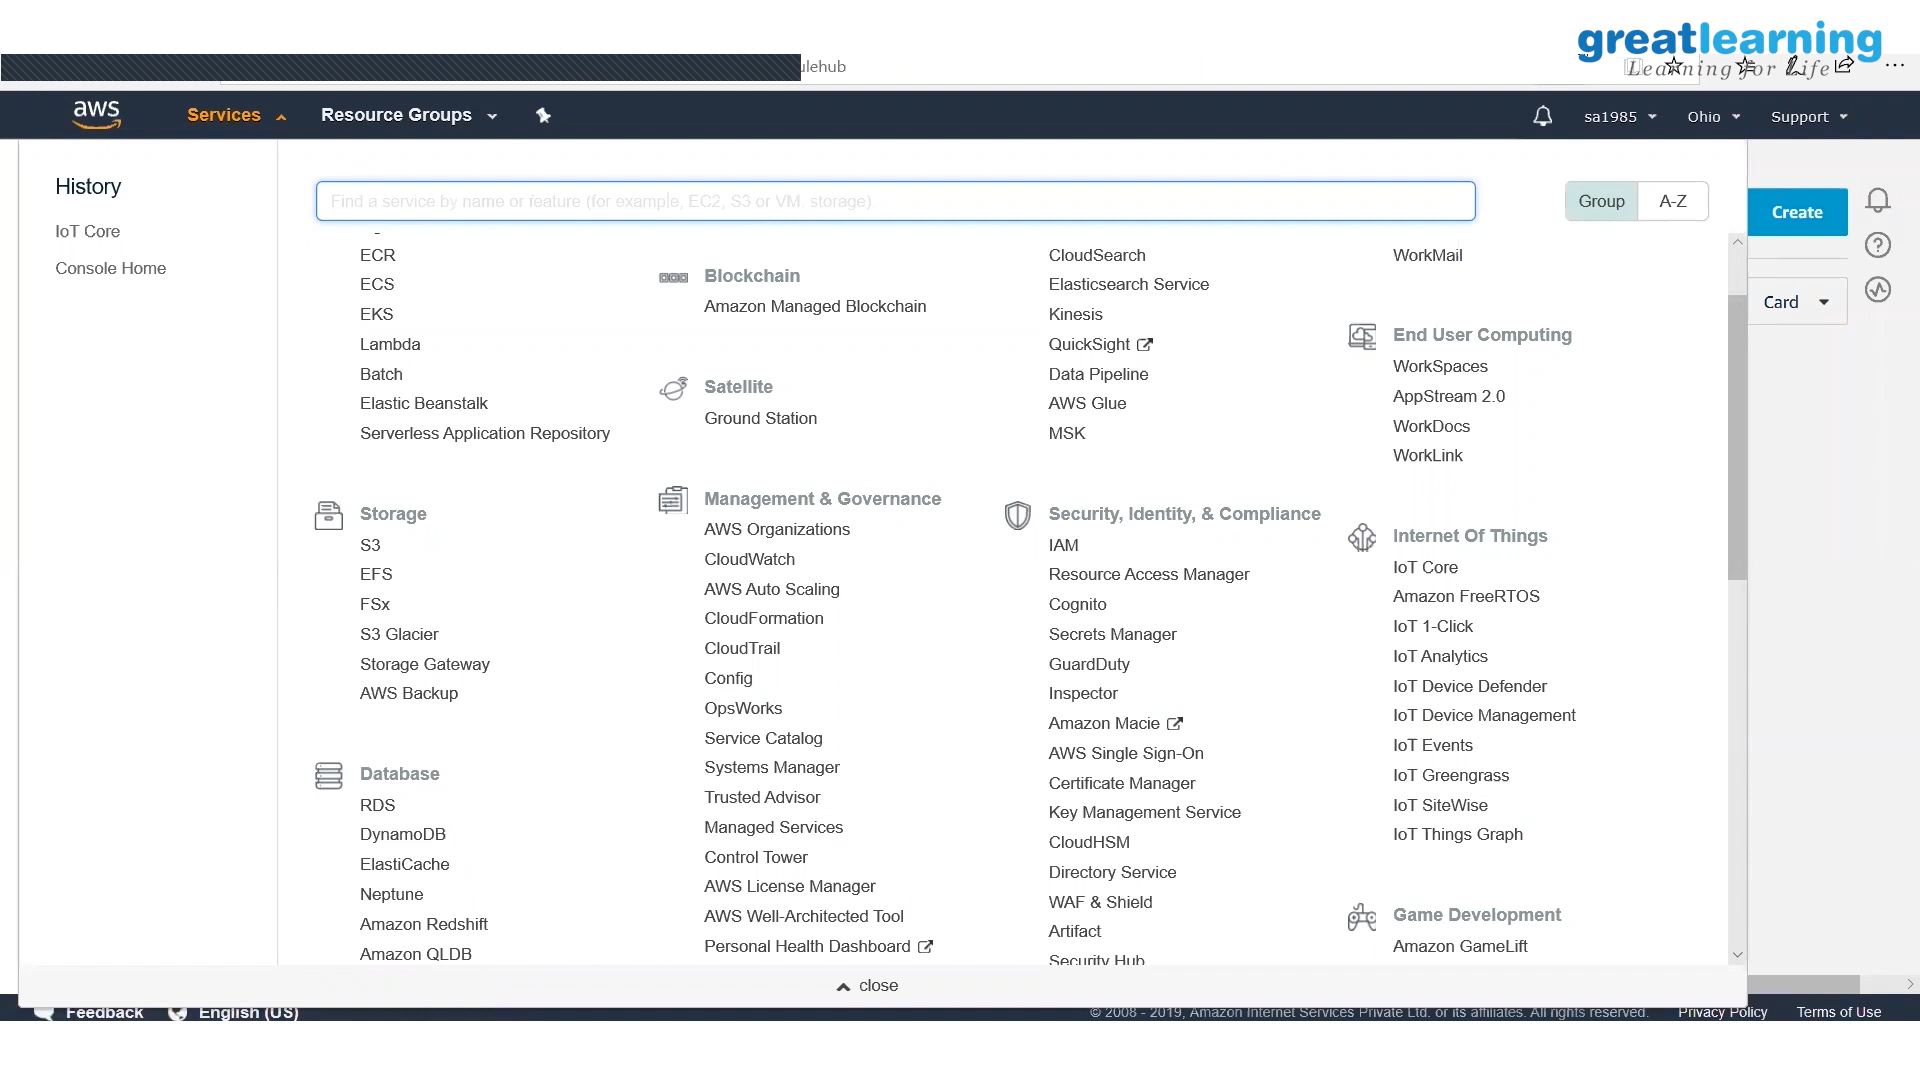 greatlearning
Learning for Life
ulehub
aws
Services
Resource Groups
sa1985
Ohio
Support
History
IoT Core
Console Home
Find a service by name or feature (for example, EC2, S3 or VM, storage).
Group
A-Z
Create
Card
ECR
ECS
EKS
Lambda
Batch
Elastic Beanstalk
Serverless Application Repository
Storage
S3
EFS
FSx
S3 Glacier
Storage Gateway
AWS Backup
Database
RDS
DynamoDB
ElastiCache
Neptune
Amazon Redshift
Amazon QLDB
Blockchain
Amazon Managed Blockchain
Satellite
Ground Station
Management & Governance
AWS Organizations
CloudWatch
AWS Auto Scaling
CloudFormation
CloudTrail
Config
OpsWorks
Service Catalog
Systems Manager
Trusted Advisor
Managed Services
Control Tower
AWS License Manager
AWS Well-Architected Tool
Personal Health Dashboard
CloudSearch
Elasticsearch Service
Kinesis
QuickSight
Data Pipeline
AWS Glue
MSK
Security, Identity, & Compliance
IAM
Resource Access Manager
Cognito
Secrets Manager
GuardDuty
Inspector
Amazon Macie
AWS Single Sign-On
Certificate Manager
Key Management Service
CloudHSM
Directory Service
WAF & Shield
Artifact
Security Hub
WorkMail
End User Computing
WorkSpaces
AppStream 2.0
WorkDocs
WorkLink
Internet Of Things
IoT Core
Amazon FreeRTOS
IoT 1-Click
IoT Analytics
IoT Device Defender
IoT Device Management
IoT Events
IoT Greengrass
IoT SiteWise
IoT Things Graph
Game Development
Amazon GameLift
close
Feedback
English (US)
© 2008 - 2019, Amazon Internet Services Private Ltd. or its affiliates. All rights reserved.
Privacy Policy
Terms of Use